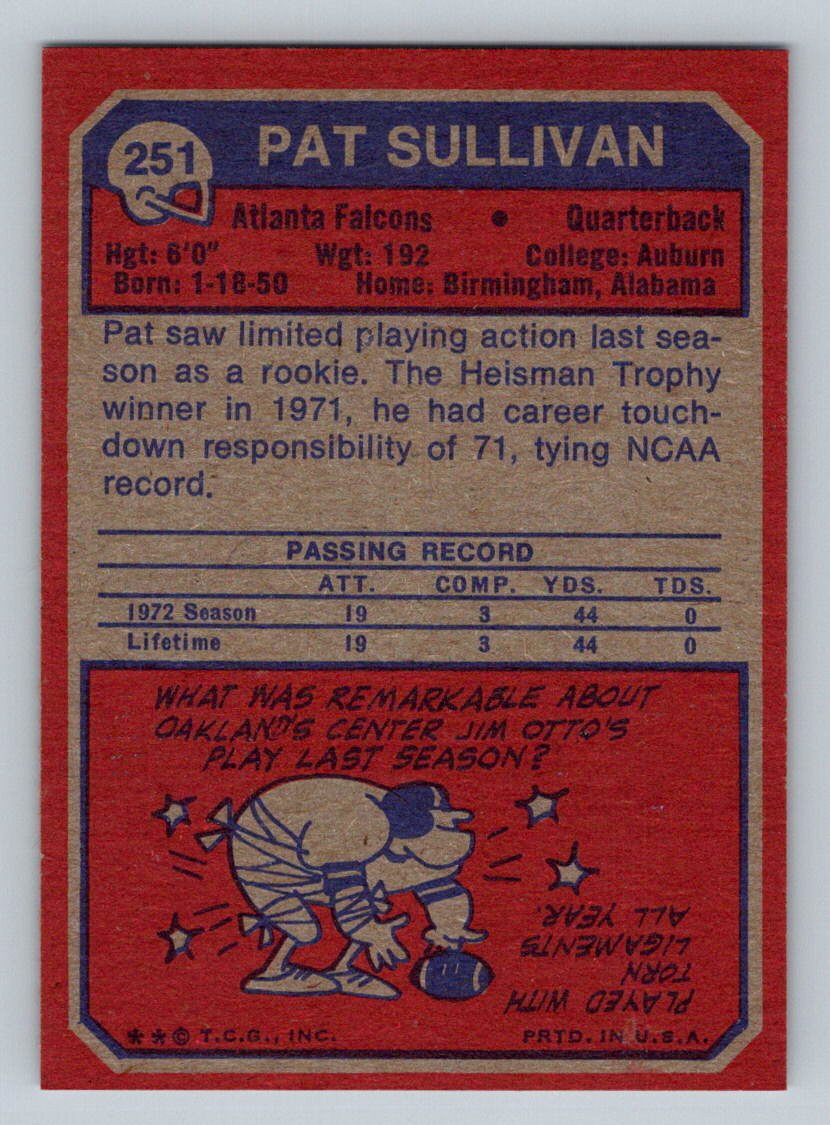 251
PAT SULLIVAN
Atlanta Falcons • Quarterback
Hgt: 6'0" Wgt: 192 College: Auburn
Born: 1-18-50 Home: Birmingham, Alabama
Pat saw limited playing action last sea-
son as a rookie. The Heisman Trophy
winner in 1971, he had career touch-
down responsibility of 71, tying NCAA
record.
PASSING RECORD
ATT. COMP. YDS. TDS.
1972 Season 19 3 44 0
Lifetime 19 3 44 0
WHAT WAS REMARKABLE ABOUT
OAKLAND'S CENTER JIM OTTO'S
PLAY LAST SEASON?
PLAYED WITH
TORN
LIGAMENTS
ALL YEAR.
**© T.C.G., INC. PRTD. IN U.S.A.